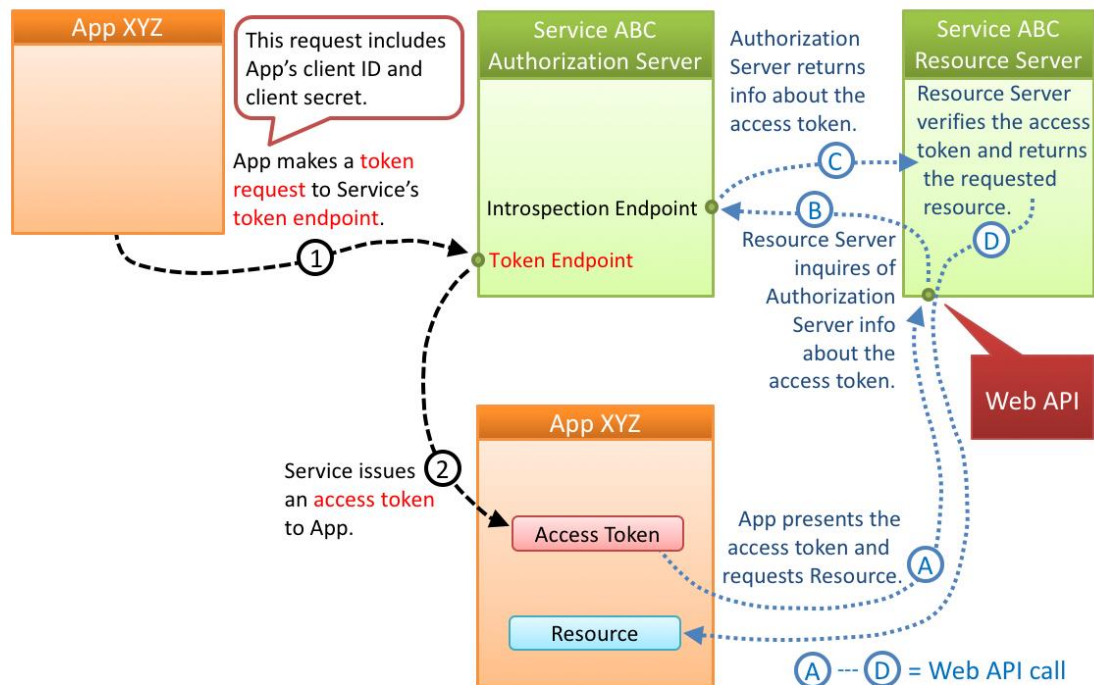 App XYZ
This request includes
App's client ID and
client secret.
App makes a token
request to Service's
token endpoint.
1
Service ABC
Authorization Server
Introspection Endpoint
Token Endpoint
Authorization
Server returns
info about the
access token.
C
B
Service ABC
Resource Server
Resource Server
verifies the access
token and returns
the requested
resource.
D
Resource Server
inquires of
Authorization
Server info
about the
access token.
Web API
2
Service issues
an access token
to App.
App XYZ
Access Token
Resource
App presents the
access token and
requests Resource.
A
A --- D = Web API call